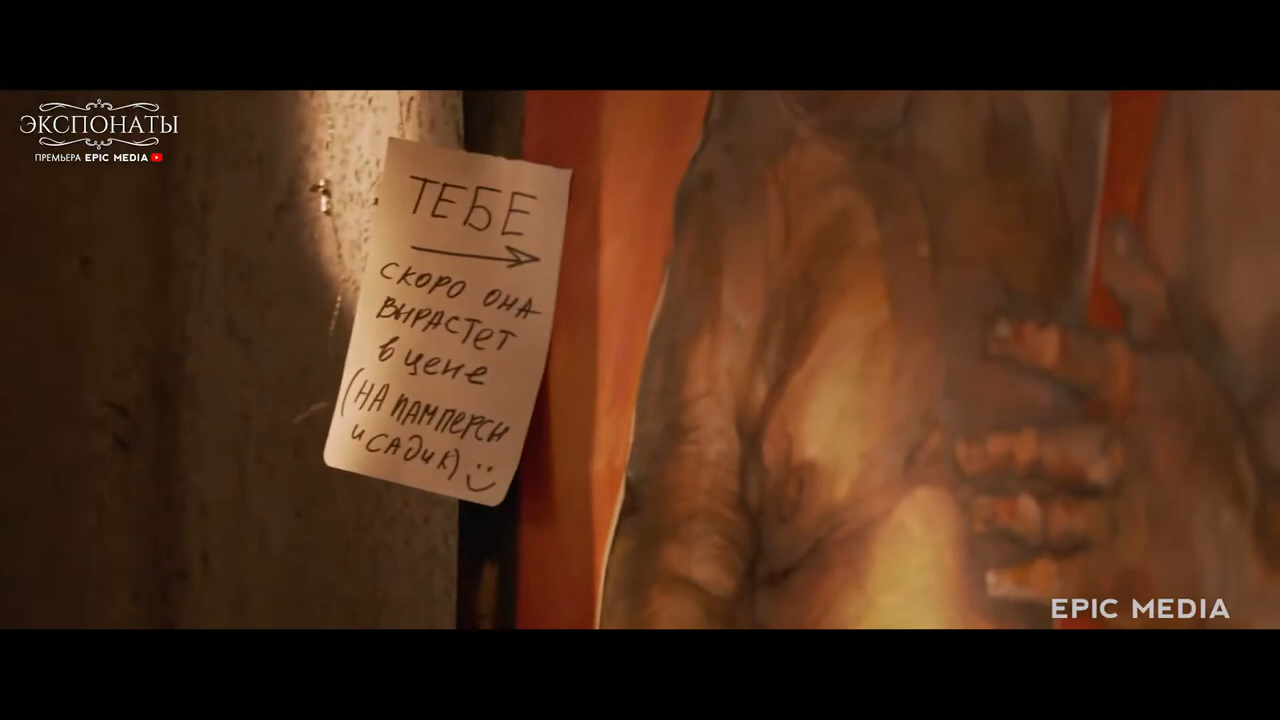 ЭКСПОНАТЫ
ПРЕМЬЕРА EPIC MEDIA
ТЕБЕ
скоро она
вырастет
в цене
(на памперсы
и садик)
EPIC MEDIA